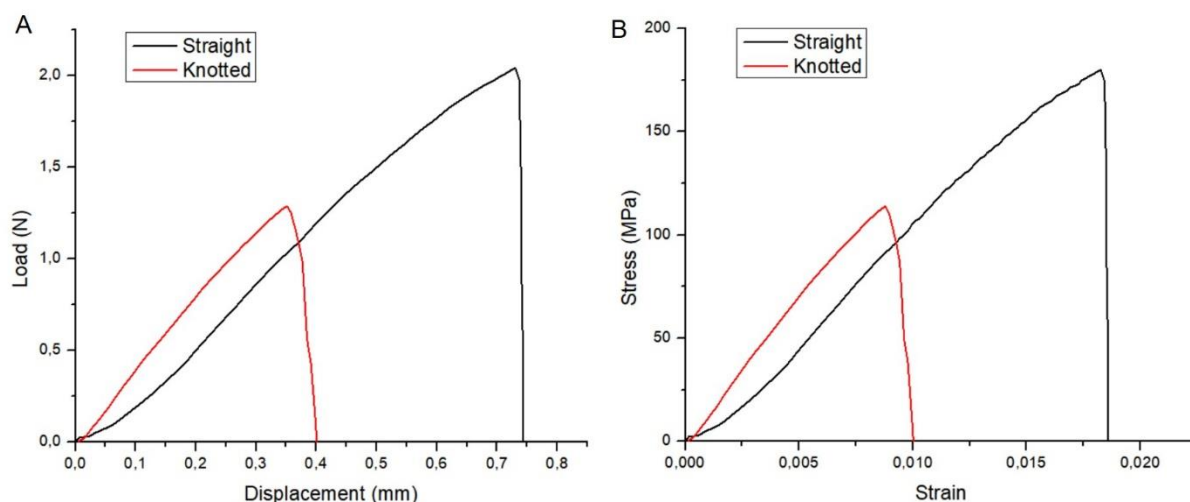 A
Straight
Knotted
2,0
1,5
1,0
0,5
0,0
Load (N)
0,0 0,1 0,2 0,3 0,4 0,5 0,6 0,7 0,8
Displacement (mm)
B
Straight
Knotted
200
150
100
50
0
Stress (MPa)
0.000 0,005 0,010 0,015 0,020
Strain